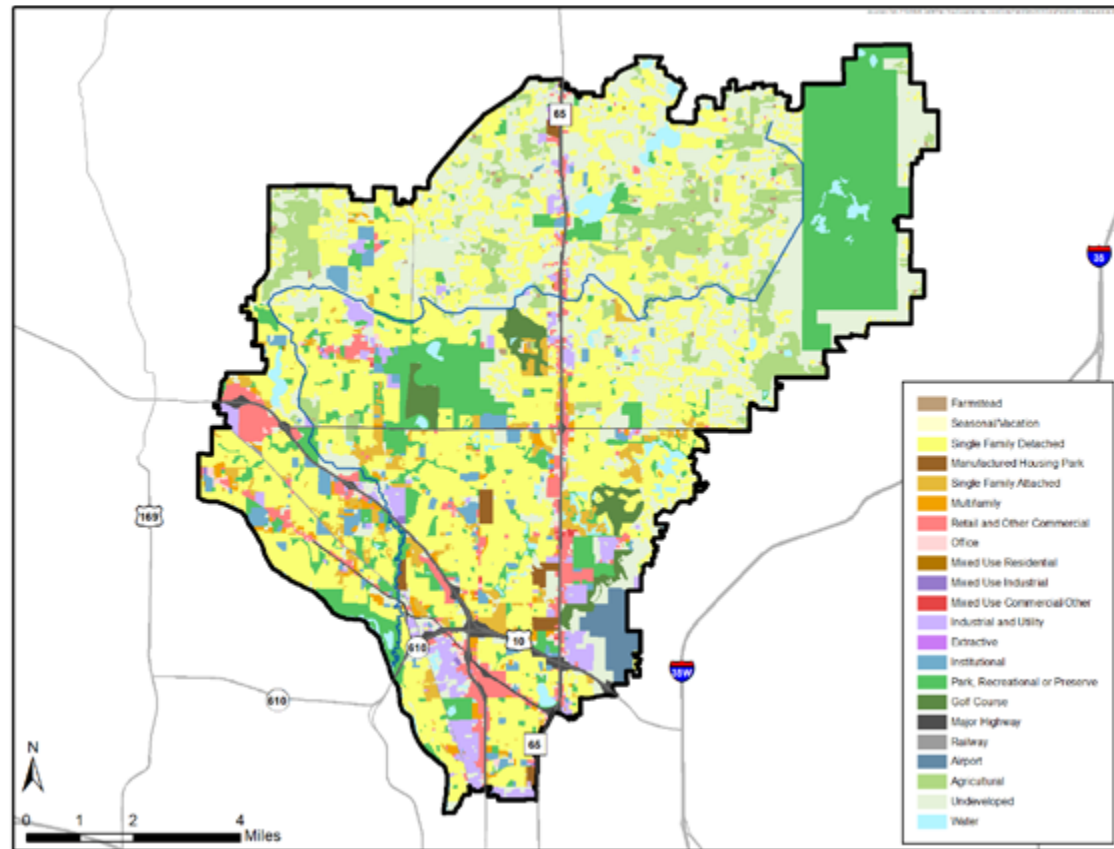 65
35
169
10
610
35W
610
65
N
0 1 2 4
Miles
Farmstead
Seasonal/Vacation
Single Family Detached
Manufactured Housing Park
Single Family Attached
Multifamily
Retail and Other Commercial
Office
Mixed Use Residential
Mixed Use Industrial
Mixed Use Commercial/Other
Industrial and Utility
Extractive
Institutional
Park, Recreational or Preserve
Golf Course
Major Highway
Railway
Airport
Agricultural
Undeveloped
Water